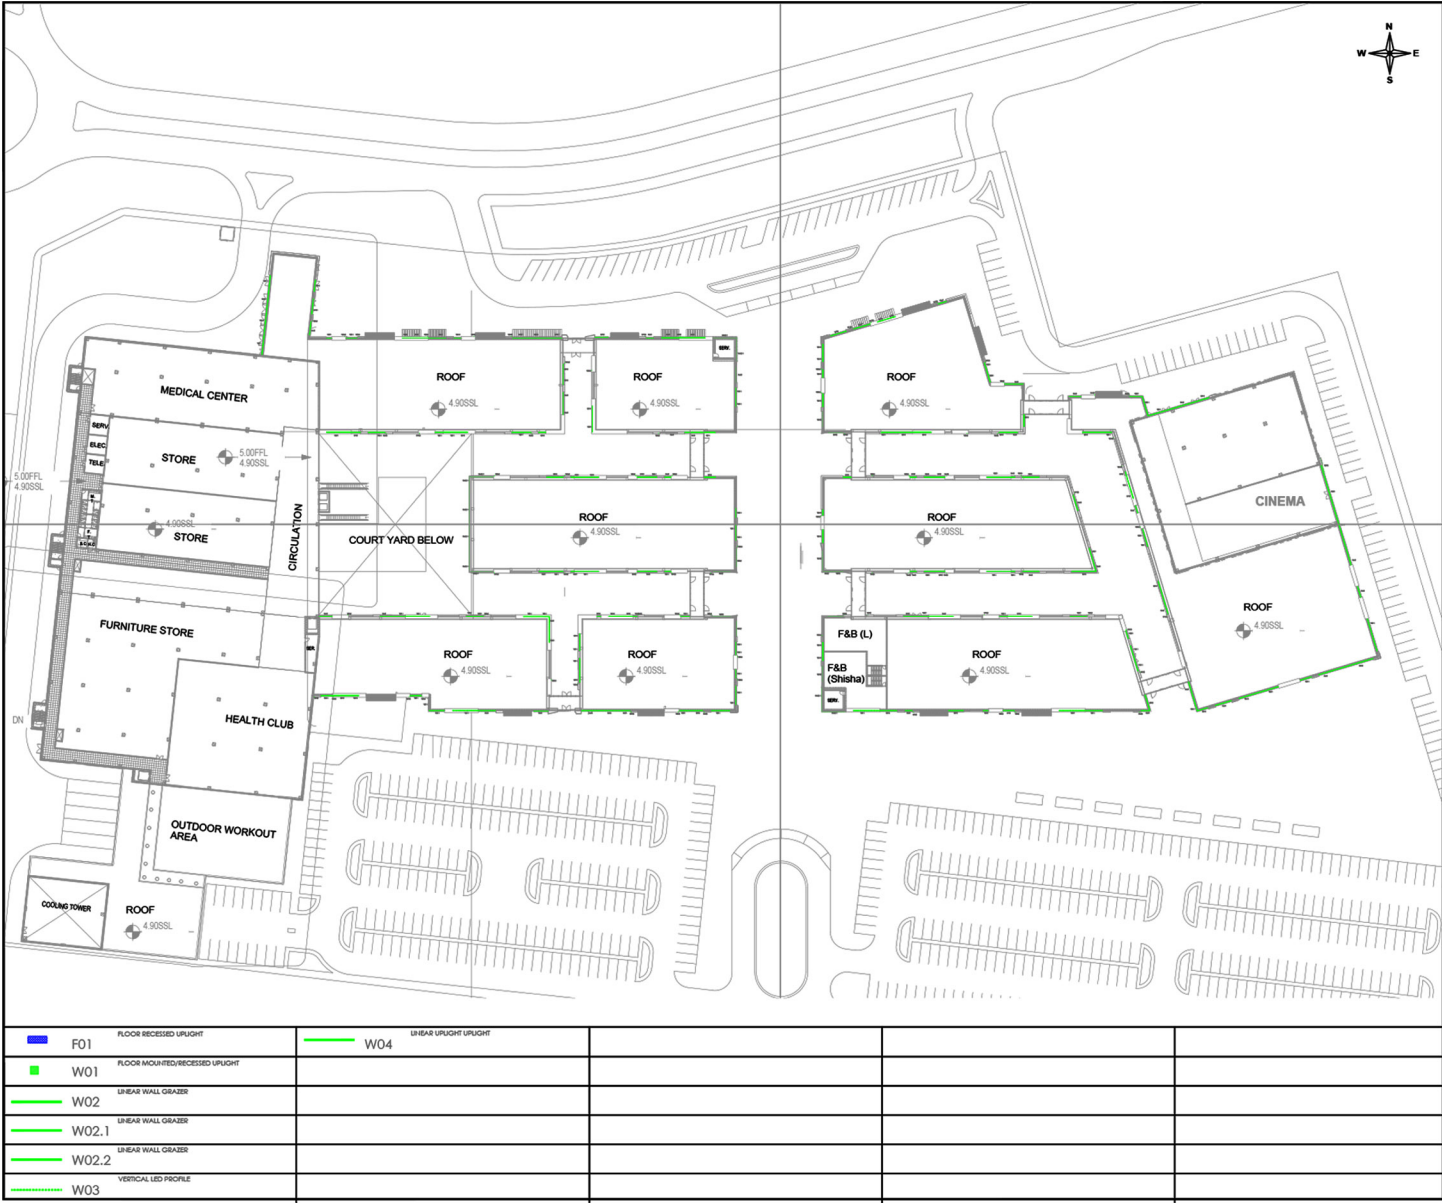 N
W E
S
MEDICAL CENTER
ROOF
4.90SSL
ROOF
4.90SSL
SERV.
ROOF
4.90SSL
SERV
ELEC.
TELE
STORE
5.00FFL
4.90SSL
5.00FFL
4.90SSL
4.90SSL
STORE
CIRCULATION
COURT YARD BELOW
ROOF
4.90SSL
ROOF
4.90SSL
CINEMA
ROOF
4.90SSL
FURNITURE STORE
ROOF
4.90SSL
ROOF
4.90SSL
F&B (L)
F&B
(Shisha)
SERV.
ROOF
4.90SSL
DN
HEALTH CLUB
OUTDOOR WORKOUT
AREA
COOLING TOWER
ROOF
4.90SSL
F01 FLOOR RECESSED UPLIGHT
W04 LINEAR UPLIGHT UPLIGHT
W01 FLOOR MOUNTED/RECESSED UPLIGHT
W02 LINEAR WALL GRAZER
W02.1 LINEAR WALL GRAZER
W02.2 LINEAR WALL GRAZER
W03 VERTICAL LED PROFILE